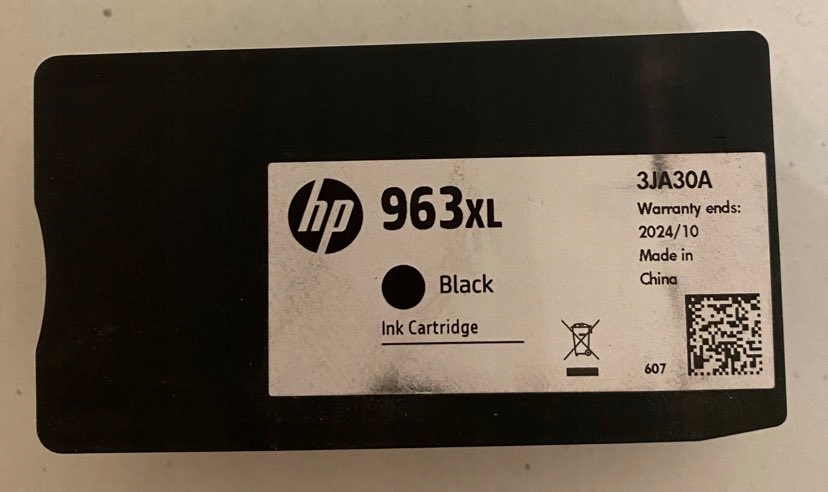 hp 963XL
Black
Ink Cartridge
3JA30A
Warranty ends:
2024/10
Made in
China
607